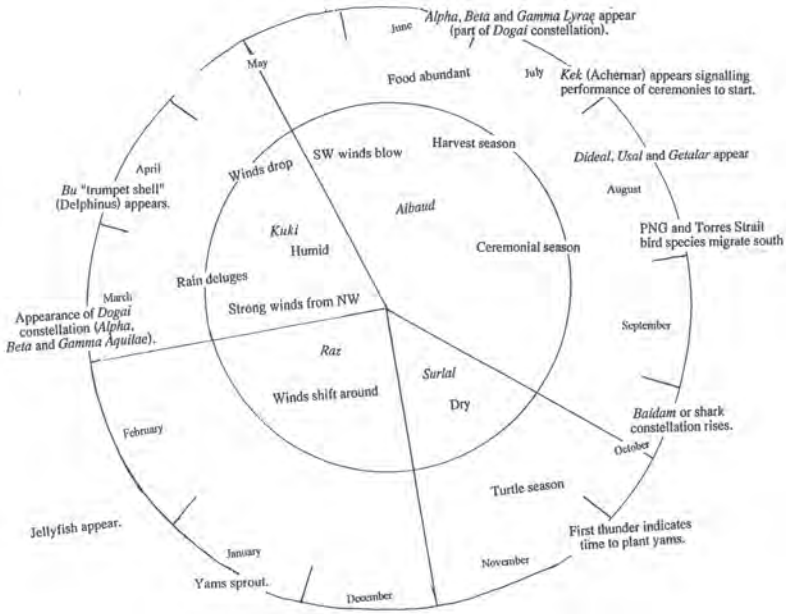 Alpha, Beta and Gamma Lyrae appear
(part of Dogai constellation).
June
May
Food abundant
July
Kek (Achernar) appears signalling
performance of ceremonies to start.
SW winds blow
Harvest season
Winds drop
Dideal, Usal and Getalar appear
April
August
Bu "trumpet shell"
(Delphinus) appears.
Aibaud
Kuki
Humid
PNG and Torres Strait
bird species migrate south
Ceremonial season
Rain deluges
March
Strong winds from NW
Appearance of Dogai
constellation (Alpha,
Beta and Gamma Aquilae).
September
Raz
Surlal
Winds shift around
Dry
Baidam or shark
constellation rises.
February
October
Turtle season
Jellyfish appear.
First thunder indicates
time to plant yams.
January
November
Yams sprout.
December